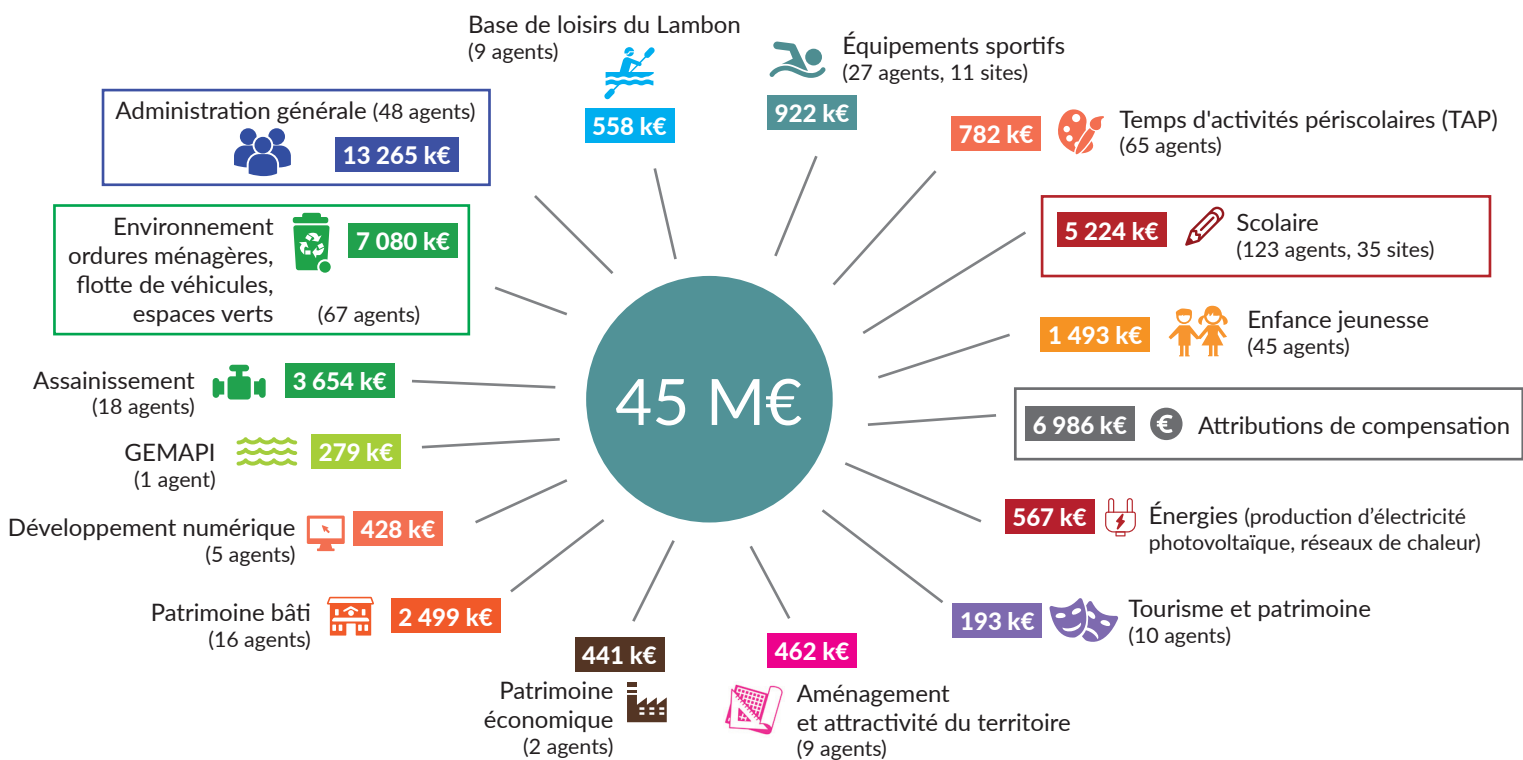 Base de loisirs du Lambon
(9 agents)
558 k€
Équipements sportifs
(27 agents, 11 sites)
922 k€
Administration générale (48 agents)
13 265 k€
782 k€
Temps d'activités périscolaires (TAP)
(65 agents)
Environnement
ordures ménagères,
flotte de véhicules,
espaces verts
(67 agents)
7 080 k€
5 224 k€
Scolaire
(123 agents, 35 sites)
1 493 k€
Enfance jeunesse
(45 agents)
Assainissement
(18 agents)
3 654 k€
45 M€
6 986 k€
€
Attributions de compensation
GEMAPI
(1 agent)
279 k€
Développement numérique
(5 agents)
428 k€
567 k€
Énergies (production d’électricité
photovoltaïque, réseaux de chaleur)
Patrimoine bâti
(16 agents)
2 499 k€
193 k€
Tourisme et patrimoine
(10 agents)
441 k€
Patrimoine
économique
(2 agents)
462 k€
Aménagement
et attractivité du territoire
(9 agents)